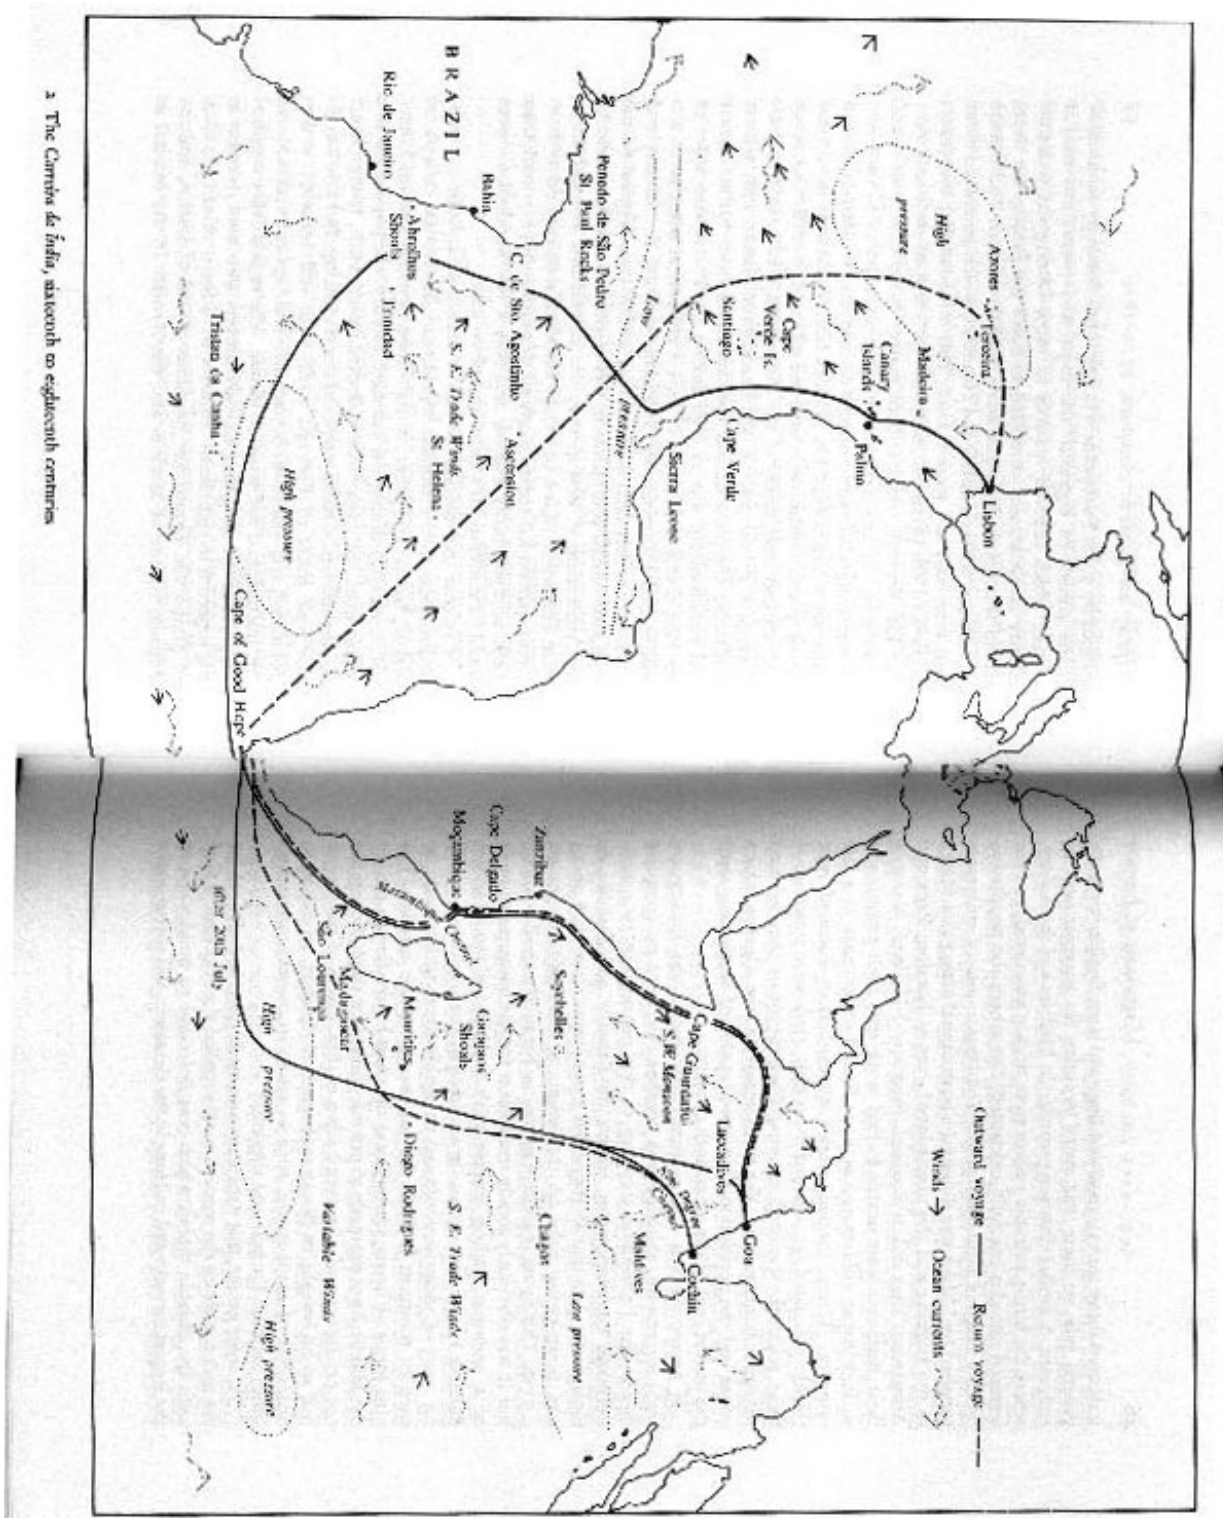 Outward voyage Return voyage
Winds Ocean currents
Lisbon
Azores
Terceira
Madeira
High
pressure
Palma
Canary
Islands
Cape
Verde Is.
Santiago
Cape Verde
Sierra Leone
Low
pressure
Penedo de São Pedro
St. Paul Rocks
C. de Sto. Agostinho
Ascension
BRAZIL
Bahia
Rio de Janeiro
Abrolhos
Shoals
Trinidad
S. E. Trade Winds
St Helena
High pressure
Tristan da Cunha
Cape of Good Hope
Goa
Cochin
Laccadives
Maldives
Cape Guardafui
S W Monsoon
Zanzibar
Cape Delgado
Moçambique
Seychelles
Chagos
Low pressure
Garajaos
Shoals
Mauritius
Diego Rodrigues
S. E. Trade Winds
Madagascar
São Lourenço
Variable Winds
High
pressure
High
pressure
after 20th July
2 The Carreira da Índia, sixteenth to eighteenth centuries